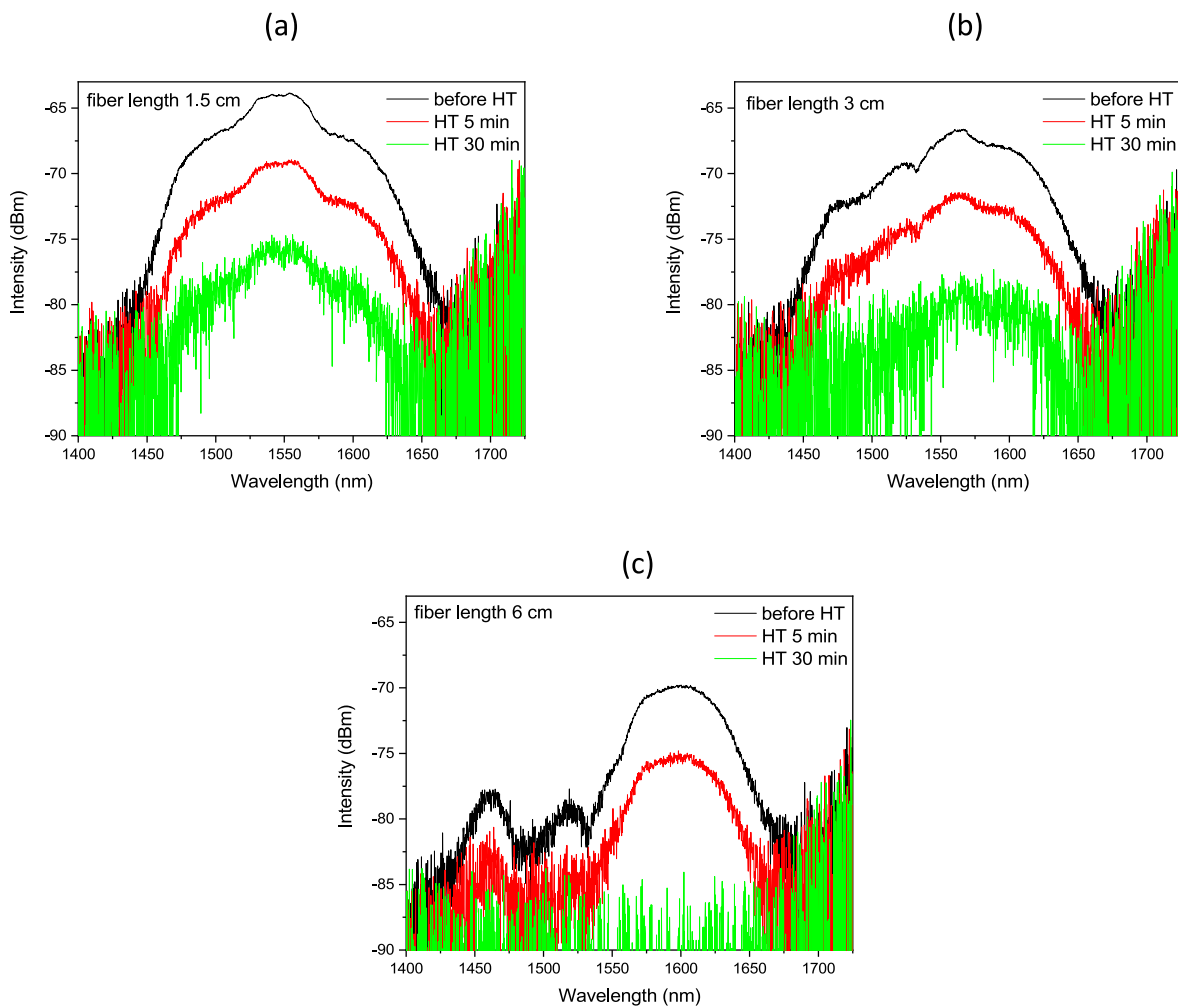 (a)
fiber length 1.5 cm
before HT
HT 5 min
HT 30 min
-65
-70
-75
-80
-85
-90
Intensity (dBm)
1400 1450 1500 1550 1600 1650 1700
Wavelength (nm)
(b)
fiber length 3 cm
before HT
HT 5 min
HT 30 min
-65
-70
-75
-80
-85
-90
Intensity (dBm)
1400 1450 1500 1550 1600 1650 1700
Wavelength (nm)
(c)
fiber length 6 cm
before HT
HT 5 min
HT 30 min
-65
-70
-75
-80
-85
-90
Intensity (dBm)
1400 1450 1500 1550 1600 1650 1700
Wavelength (nm)